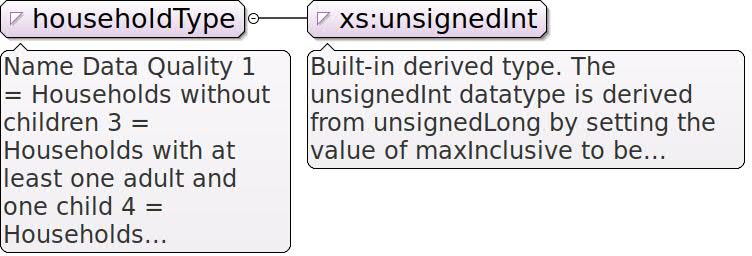 householdType
xs:unsignedInt
Name Data Quality 1
= Households without
children 3 =
Households with at
least one adult and
one child 4 =
Households...
Built-in derived type. The
unsignedInt datatype is derived
from unsignedLong by setting the
value of maxInclusive to be...